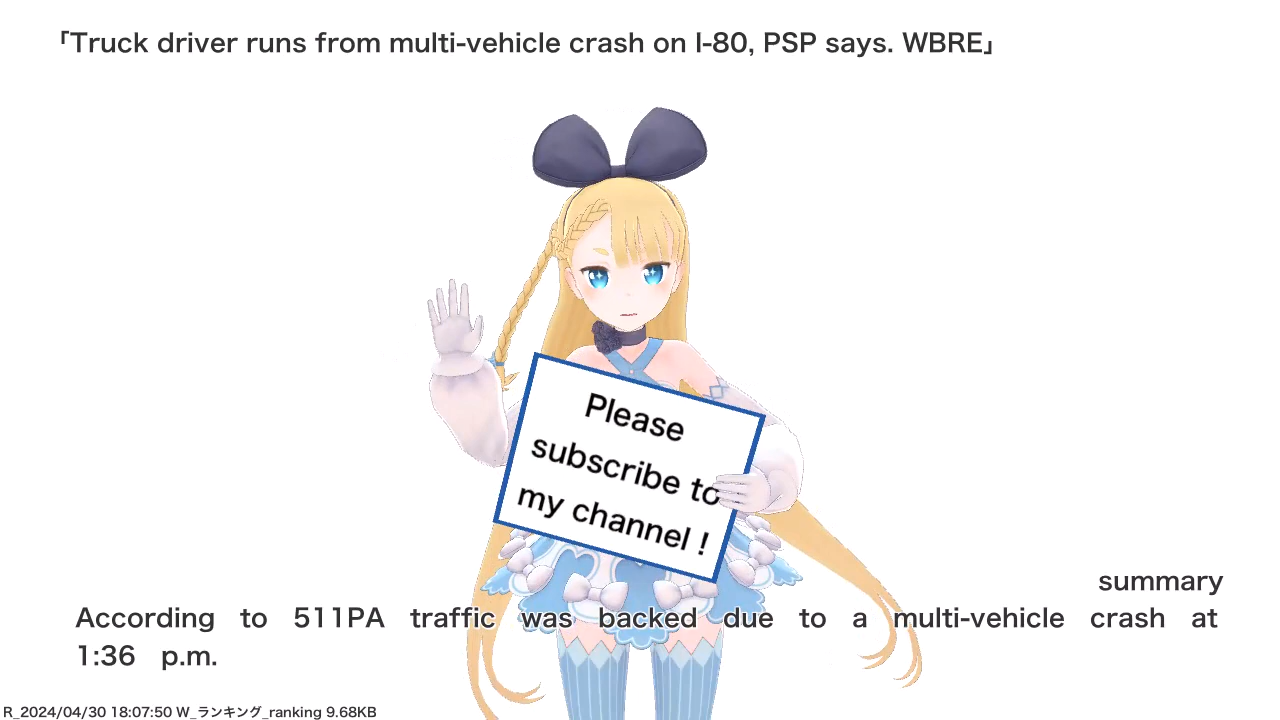 「Truck driver runs from multi-vehicle crash on I-80, PSP says. WBRE」
Please
subscribe to
my channel !
summary
According to 511PA traffic was backed due to a multi-vehicle crash at
1:36 p.m.
R_2024/04/30 18:07:50 W_ランキング_ranking 9.68KB